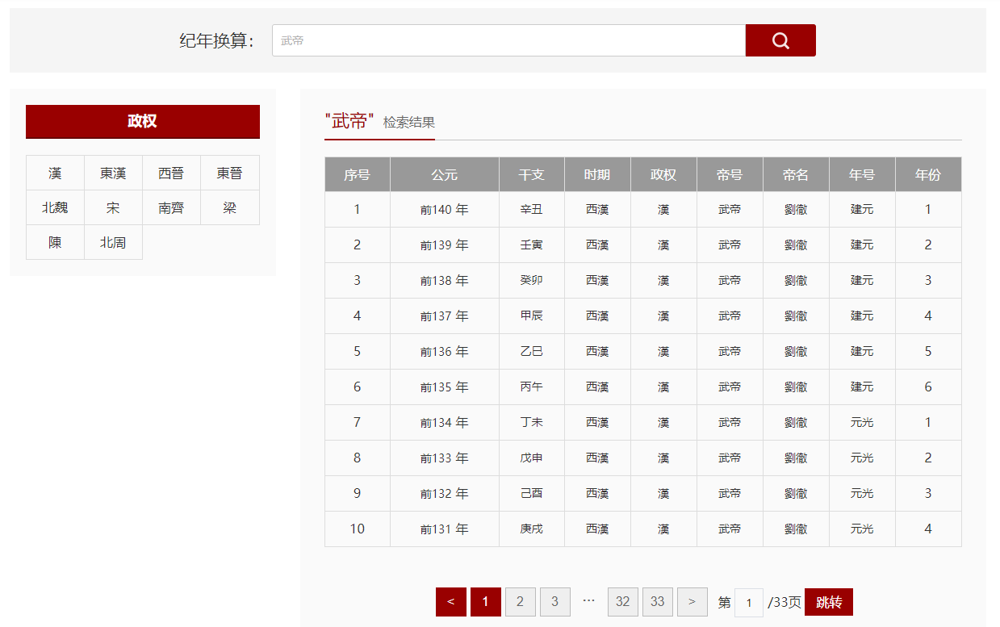 纪年换算： 武帝
政权
漢 東漢 西晉 東晉
北魏 宋 南齊 梁
陳 北周
"武帝" 检索结果
序号 公元 干支 时期 政权 帝号 帝名 年号 年份
1 前140 年 辛丑 西漢 漢 武帝 劉徹 建元 1
2 前139 年 壬寅 西漢 漢 武帝 劉徹 建元 2
3 前138 年 癸卯 西漢 漢 武帝 劉徹 建元 3
4 前137 年 甲辰 西漢 漢 武帝 劉徹 建元 4
5 前136 年 乙巳 西漢 漢 武帝 劉徹 建元 5
6 前135 年 丙午 西漢 漢 武帝 劉徹 建元 6
7 前134 年 丁未 西漢 漢 武帝 劉徹 元光 1
8 前133 年 戊申 西漢 漢 武帝 劉徹 元光 2
9 前132 年 己酉 西漢 漢 武帝 劉徹 元光 3
10 前131 年 庚戌 西漢 漢 武帝 劉徹 元光 4
< 1 2 3 ··· 32 33 > 第 1 /33页 跳转